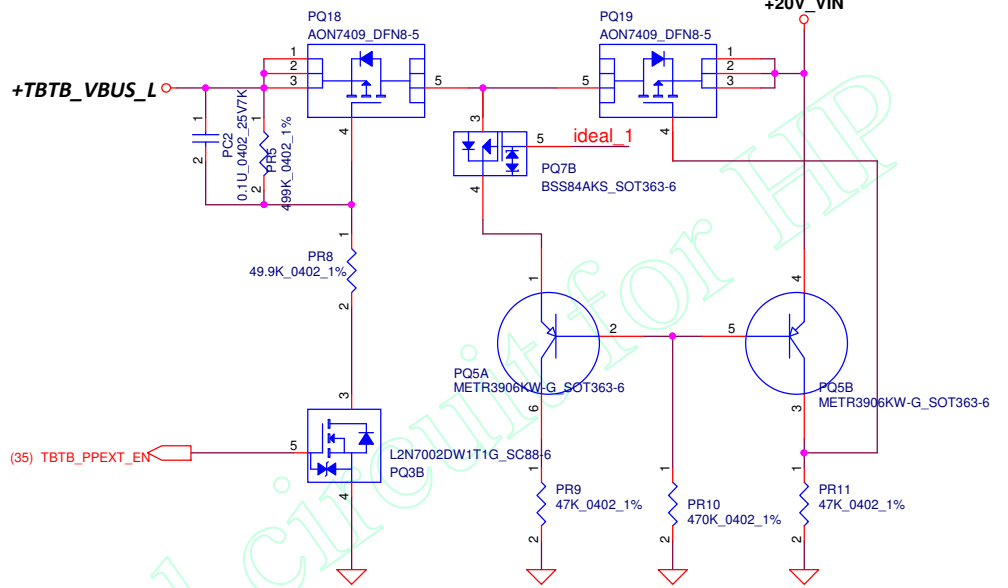 +20V_VIN
PQ18
AON7409_DFN8-5
PQ19
AON7409_DFN8-5
1
2
3
5
4
5
4
1
2
3
+TBTB_VBUS_L
1
2
PC2
0.1U_0402_25V7K
1
2
PR5
499K_0402_1%
3
5
ideal_1
4
PQ7B
BSS84AKS_SOT363-6
1
PR8
49.9K_0402_1%
2
1
2
PQ5A
METR3906KW-G_SOT363-6
6
4
5
PQ5B
METR3906KW-G_SOT363-6
3
3
(35) TBTB_PPEXT_EN
5
L2N7002DW1T1G_SC88-6
PQ3B
4
1
PR9
47K_0402_1%
2
1
PR10
470K_0402_1%
2
1
PR11
47K_0402_1%
2
l circuit for HP